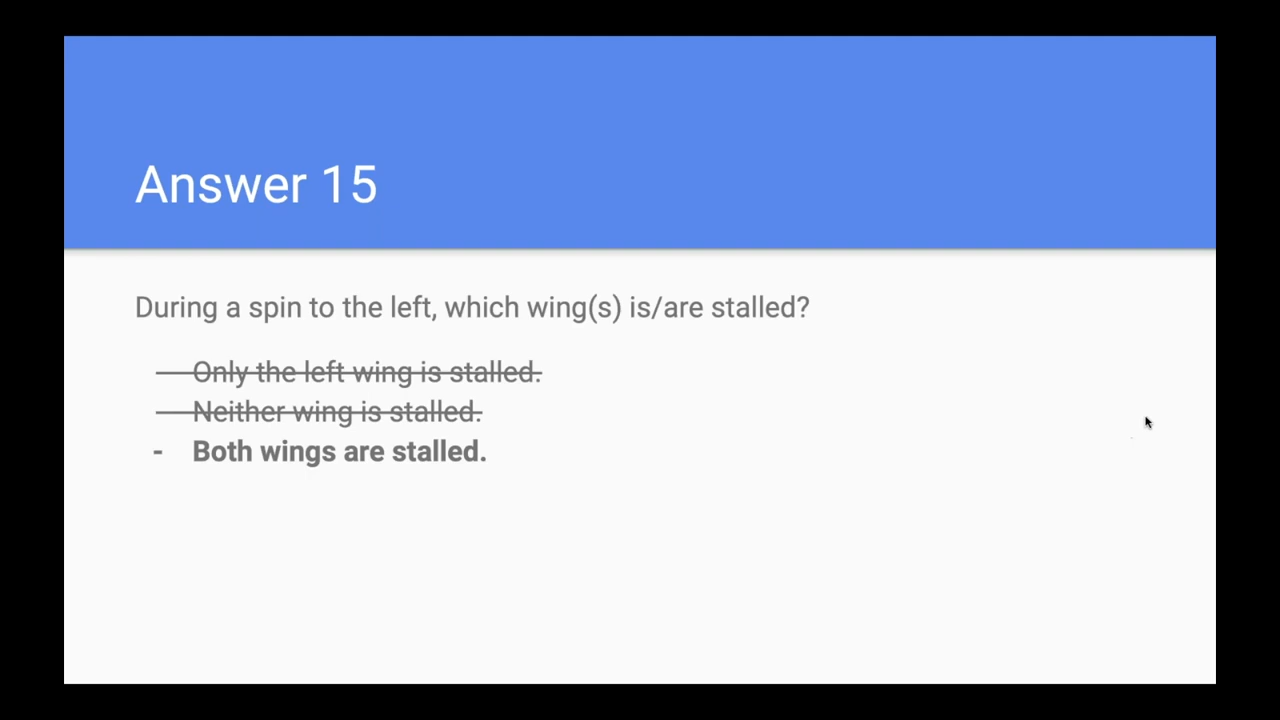 Answer 15
During a spin to the left, which wing(s) is/are stalled?
Only the left wing is stalled.
Neither wing is stalled.
- Both wings are stalled.